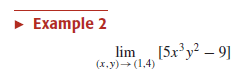 ► Example 2
lim [5x³y² – 9]
(x,y)→(1,4)